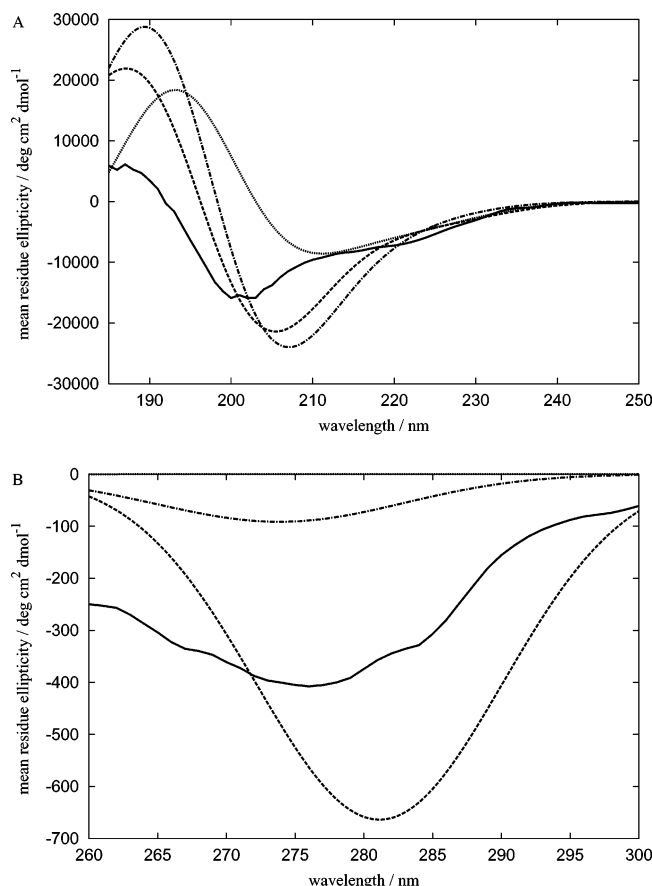 A
30000
20000
10000
0
-10000
-20000
-30000
mean residue ellipticity / deg cm² dmol⁻¹
190 200 210 220 230 240 250
wavelength / nm
B
0
-100
-200
-300
-400
-500
-600
-700
mean residue ellipticity / deg cm² dmol⁻¹
260 265 270 275 280 285 290 295 300
wavelength / nm